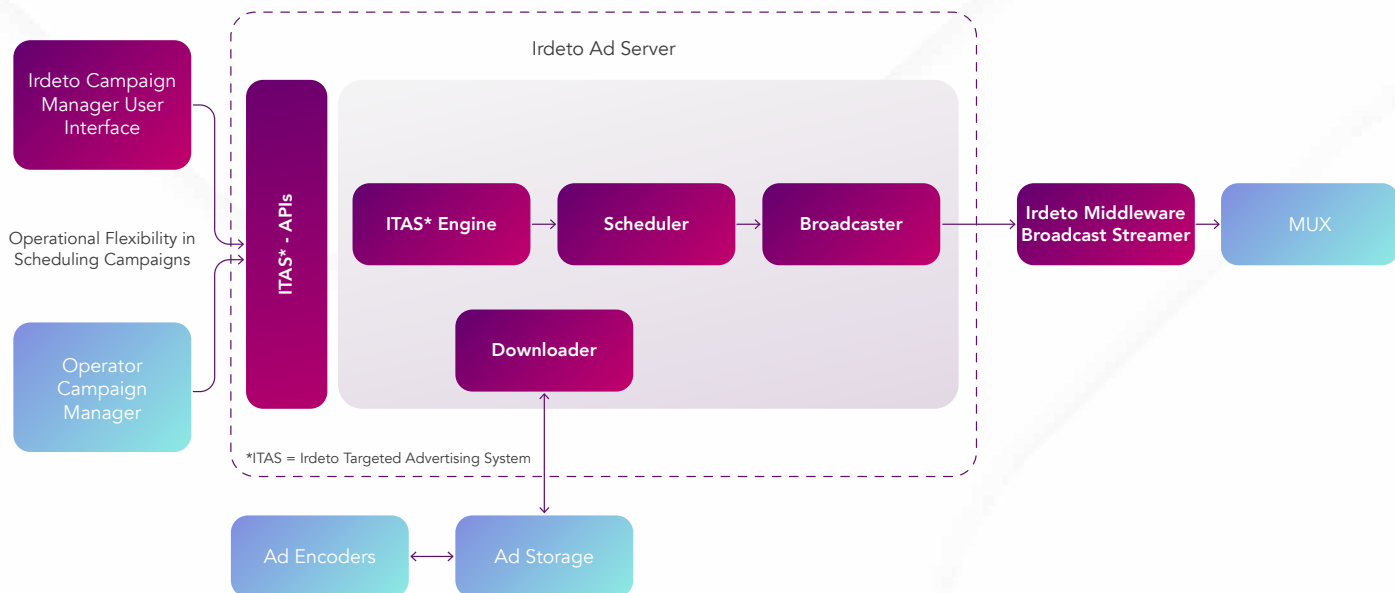 Irdeto Ad Server
Irdeto Campaign
Manager User
Interface
Operational Flexibility in
Scheduling Campaigns
Operator
Campaign
Manager
ITAS* - APIs
ITAS* Engine
Scheduler
Broadcaster
Irdeto Middleware
Broadcast Streamer
MUX
Downloader
*ITAS = Irdeto Targeted Advertising System
Ad Encoders
Ad Storage